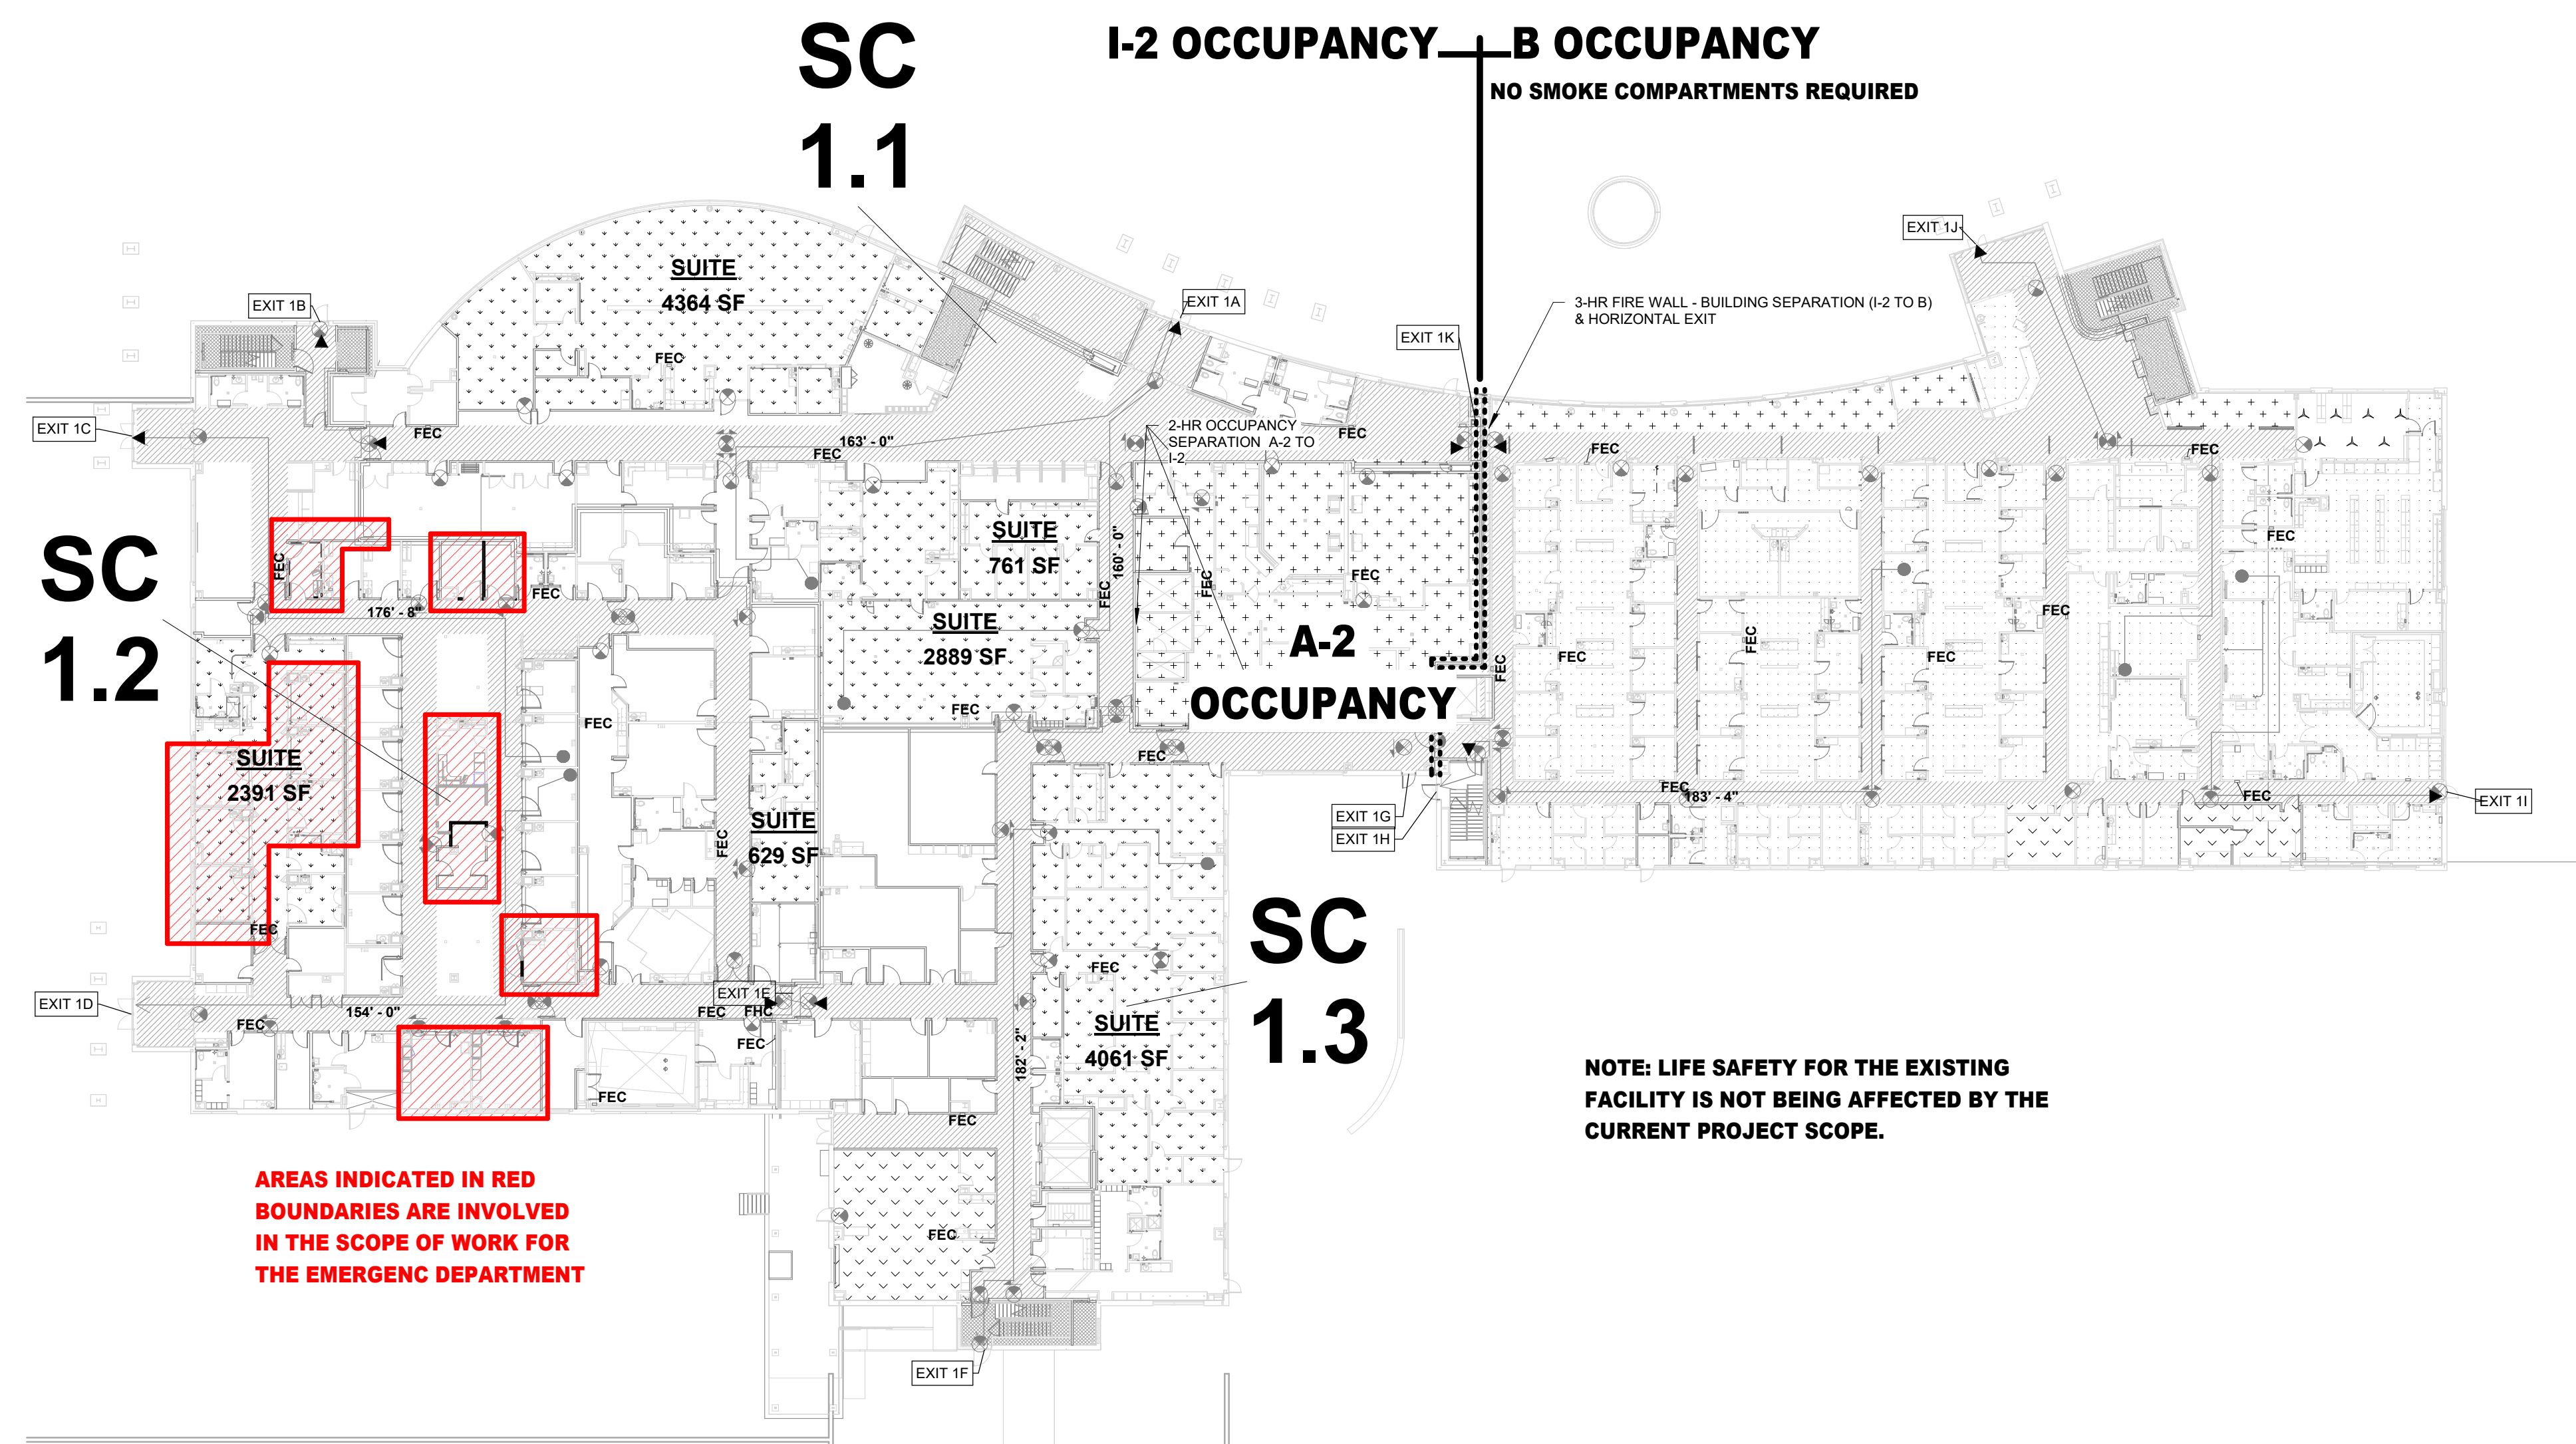 SC
1.1
I-2 OCCUPANCY
B OCCUPANCY
NO SMOKE COMPARTMENTS REQUIRED
EXIT 1J
SUITE
4364 SF
EXIT 1B
EXIT 1A
3-HR FIRE WALL - BUILDING SEPARATION (I-2 TO B)
& HORIZONTAL EXIT
EXIT 1K
FEC
EXIT 1C
FEC
163' - 0"
FEC
2-HR OCCUPANCY
SEPARATION A-2 TO
I-2
FEC
FEC
FEC
SC
1.2
FEC
FEC
176' - 8"
SUITE
761 SF
160' - 0"
FEC
FEC
FEC
FEC
SUITE
2889 SF
FEC
A-2
OCCUPANCY
FEC
FEC
FEC
FEC
FEC
FEC
FEC
SUITE
2391 SF
FEC
SUITE
629 SF
FEC
FEC
183' - 4"
FEC
EXIT 1I
EXIT 1G
EXIT 1H
FEC
SC
1.3
FEC
EXIT 1D
154' - 0"
FEC
EXIT 1E
FEC
FHC
FEC
FEC
182' - 2"
SUITE
4061 SF
FEC
FEC
NOTE: LIFE SAFETY FOR THE EXISTING
FACILITY IS NOT BEING AFFECTED BY THE
CURRENT PROJECT SCOPE.
AREAS INDICATED IN RED
BOUNDARIES ARE INVOLVED
IN THE SCOPE OF WORK FOR
THE EMERGENC DEPARTMENT
EXIT 1F